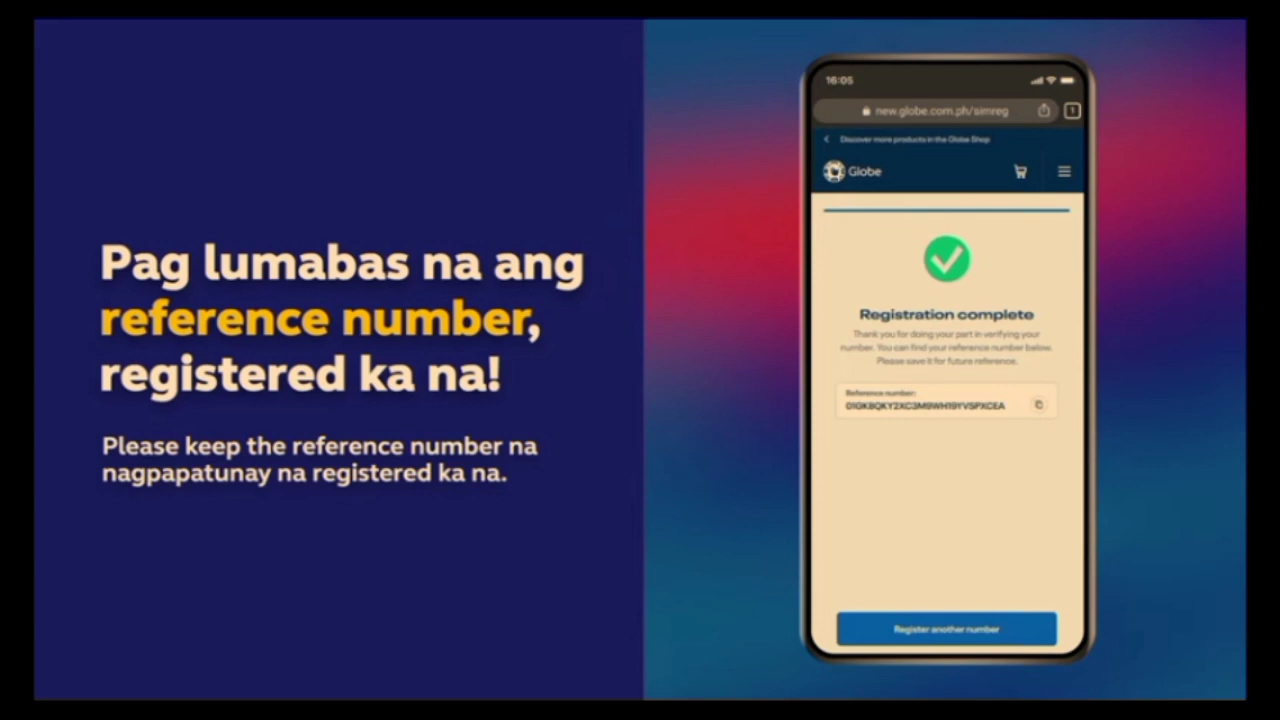 Pag lumabas na ang
reference number,
registered ka na!
Please keep the reference number na
nagpapatunay na registered ka na.
16:05
new.globe.com.ph/simreg
1
Discover more products in the Globe Shop
Globe
Registration complete
Thank you for doing your part in verifying your
number. You can find your reference number below.
Please save it for future reference.
Reference number:
Register another number